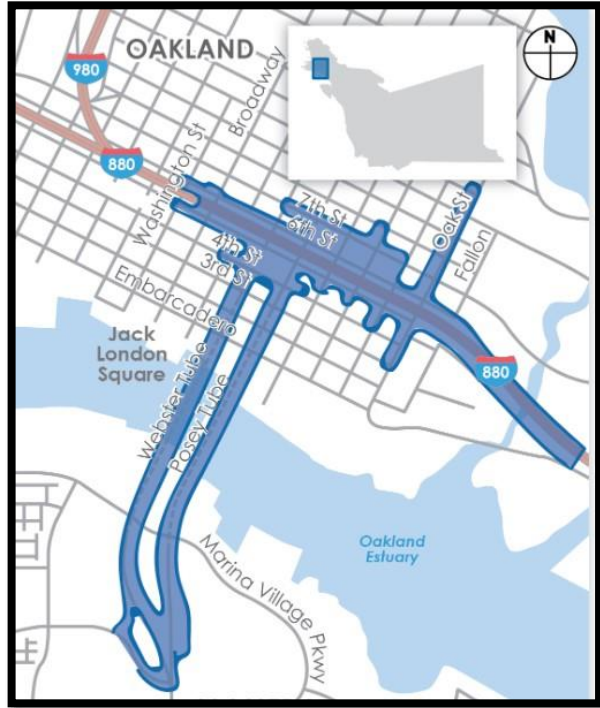 OAKLAND
N
980
Broadway
880
Washington St
7th St
6th St
Oak St
4th St
3rd St
Fallon
Embarcadero
Jack
London
Square
880
Webster Tube
Posey Tube
Oakland
Estuary
Marina Village Pkwy